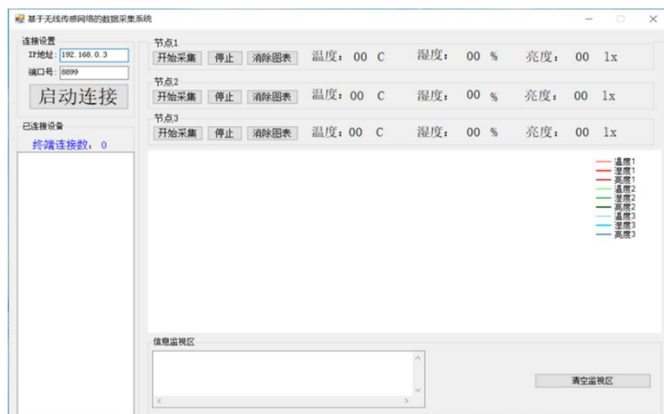 基于无线传感网络的数据采集系统
连接设置
IP地址: 192.168.0.3
端口号: 8899
启动连接
已连接设备
终端连接数: 0
节点1
开始采集 停止 消除图表 温度: 00 C 湿度: 00 % 亮度: 00 lx
节点2
开始采集 停止 消除图表 温度: 00 C 湿度: 00 % 亮度: 00 lx
节点3
开始采集 停止 消除图表 温度: 00 C 湿度: 00 % 亮度: 00 lx
温度1
湿度1
亮度1
温度2
湿度2
亮度2
温度3
湿度3
亮度3
信息监视区
清空监视区